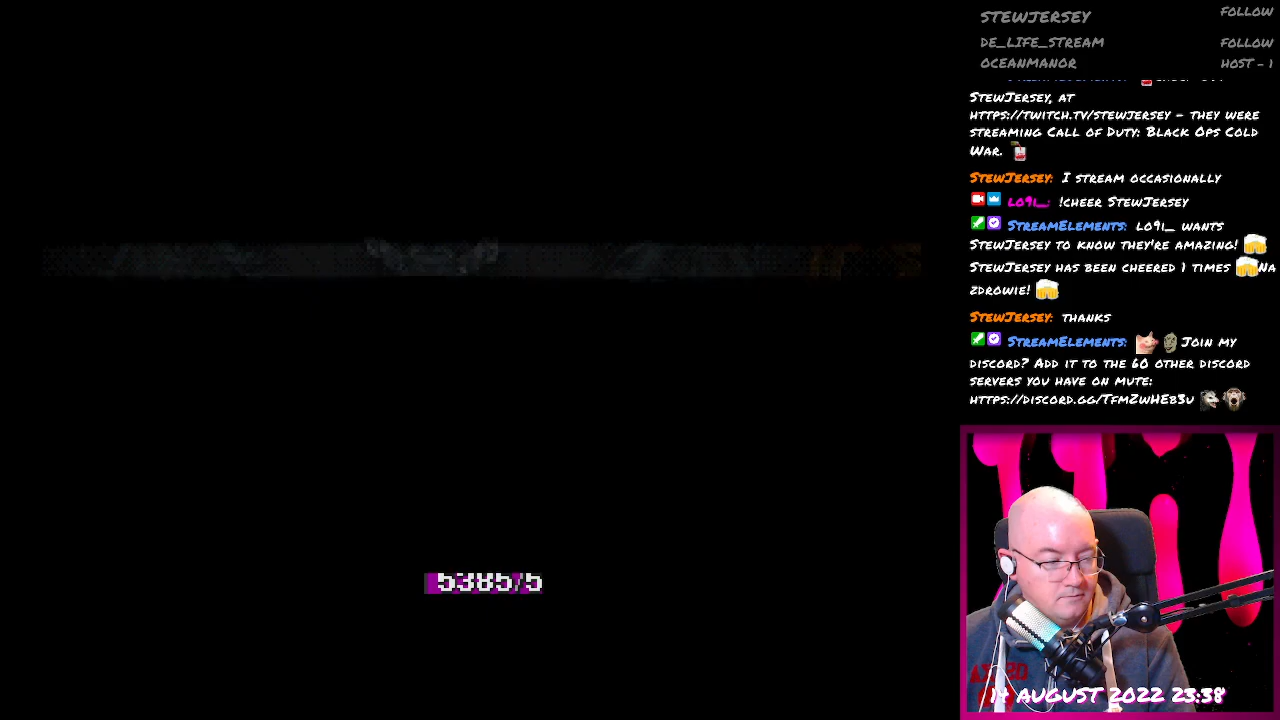 STEWJERSEY FOLLOW
DE_LIFE_STREAM FOLLOW
OCEANMANOR HOST - 1
StewJersey, at
https://twitch.tv/stewjersey - they were
streaming Call of Duty: Black Ops Cold
War.
StewJersey: I stream occasionally
lo91_: !cheer StewJersey
StreamElements: lo91_ wants
StewJersey to know they're amazing!
StewJersey has been cheered 1 times Na
zdrowie!
StewJersey: thanks
StreamElements: Join my
discord? Add it to the 60 other discord
servers you have on mute:
https://discord.gg/TfmZwHEb3u
14 AUGUST 2022 23:38